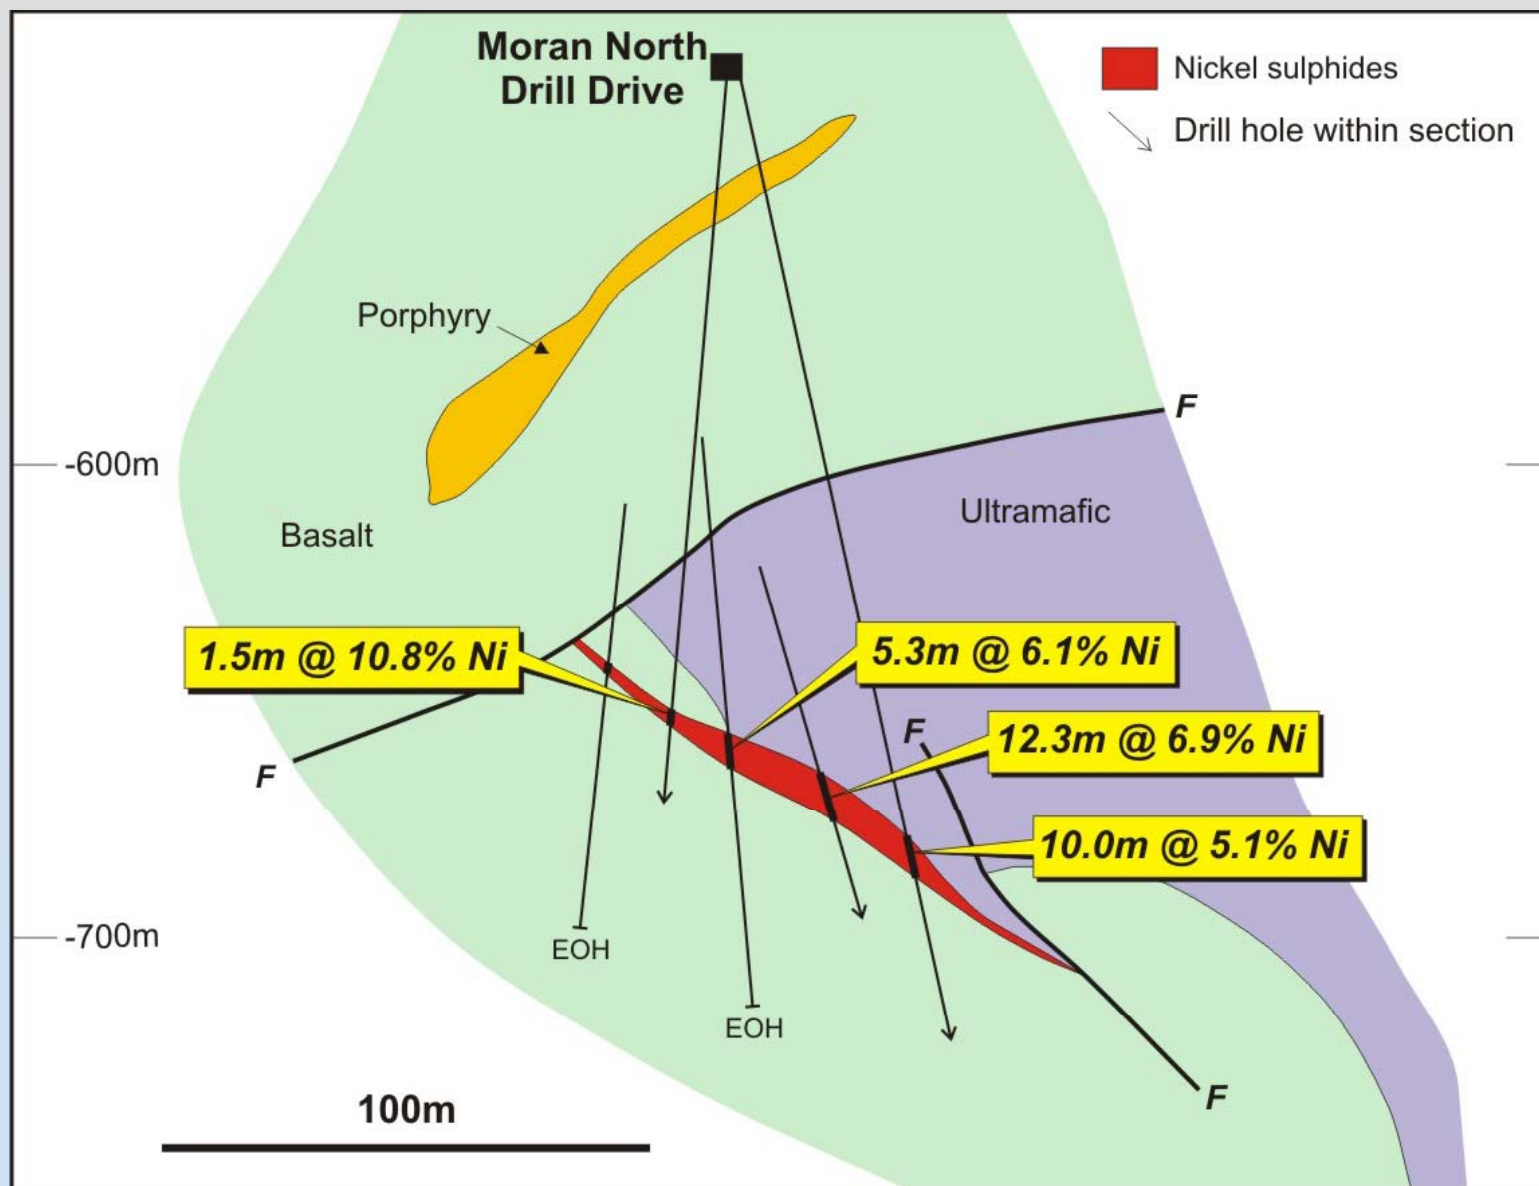 Moran North
Drill Drive
Nickel sulphides
Drill hole within section
Porphyry
F
-600m
Ultramafic
Basalt
1.5m @ 10.8% Ni
5.3m @ 6.1% Ni
F
12.3m @ 6.9% Ni
F
10.0m @ 5.1% Ni
-700m
EOH
EOH
F
100m